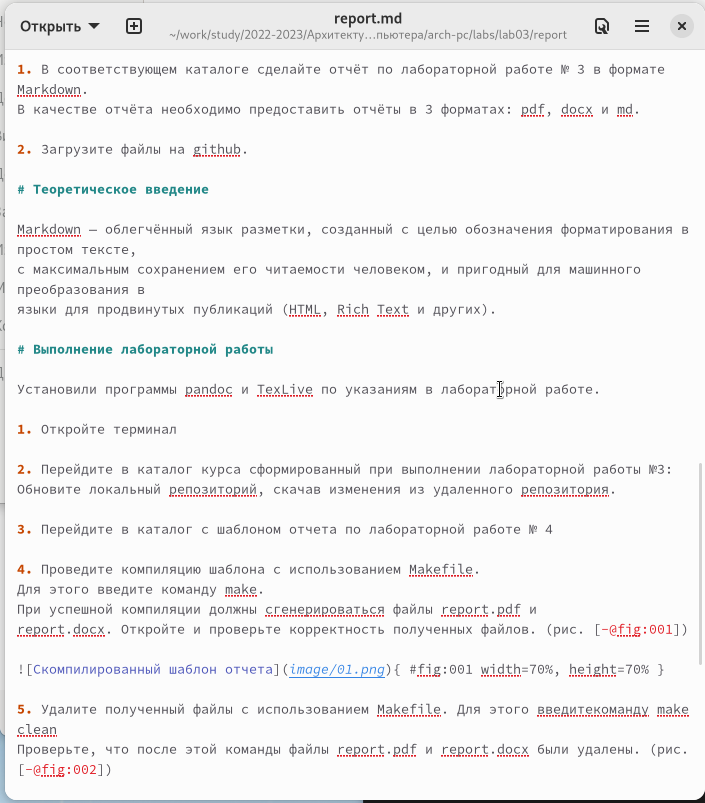 Открыть
report.md
~/work/study/2022-2023/Архитекту…пьютера/arch-pc/labs/lab03/report
1. В соответствующем каталоге сделайте отчёт по лабораторной работе № 3 в формате
Markdown.
В качестве отчёта необходимо предоставить отчёты в 3 форматах: pdf, docx и md.
2. Загрузите файлы на github.
# Теоретическое введение
Markdown — облегчённый язык разметки, созданный с целью обозначения форматирования в
простом тексте,
с максимальным сохранением его читаемости человеком, и пригодный для машинного
преобразования в
языки для продвинутых публикаций (HTML, Rich Text и других).
# Выполнение лабораторной работы
Установили программы pandoc и TexLive по указаниям в лабораторной работе.
1. Откройте терминал
2. Перейдите в каталог курса сформированный при выполнении лабораторной работы №3:
Обновите локальный репозиторий, скачав изменения из удаленного репозитория.
3. Перейдите в каталог с шаблоном отчета по лабораторной работе № 4
4. Проведите компиляцию шаблона с использованием Makefile.
Для этого введите команду make.
При успешной компиляции должны сгенерироваться файлы report.pdf и
report.docx. Откройте и проверьте корректность полученных файлов. (рис. [-@fig:001])
![Скомпилированный шаблон отчета](image/01.png){ #fig:001 width=70%, height=70% }
5. Удалите полученный файлы с использованием Makefile. Для этого введитекоманду make
clean
Проверьте, что после этой команды файлы report.pdf и report.docx были удалены. (рис.
[-@fig:002])